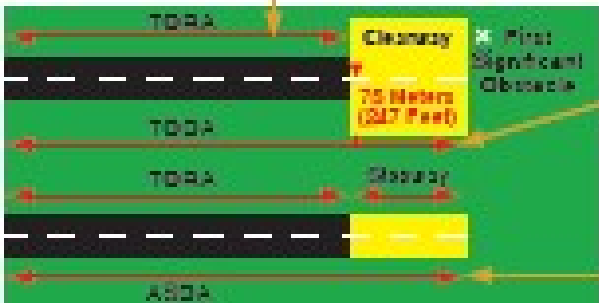 TORA
Clearway
First
Significant
Obstacle
75 Meters
(247 Feet)
TODA
TORA
Stopway
ASDA